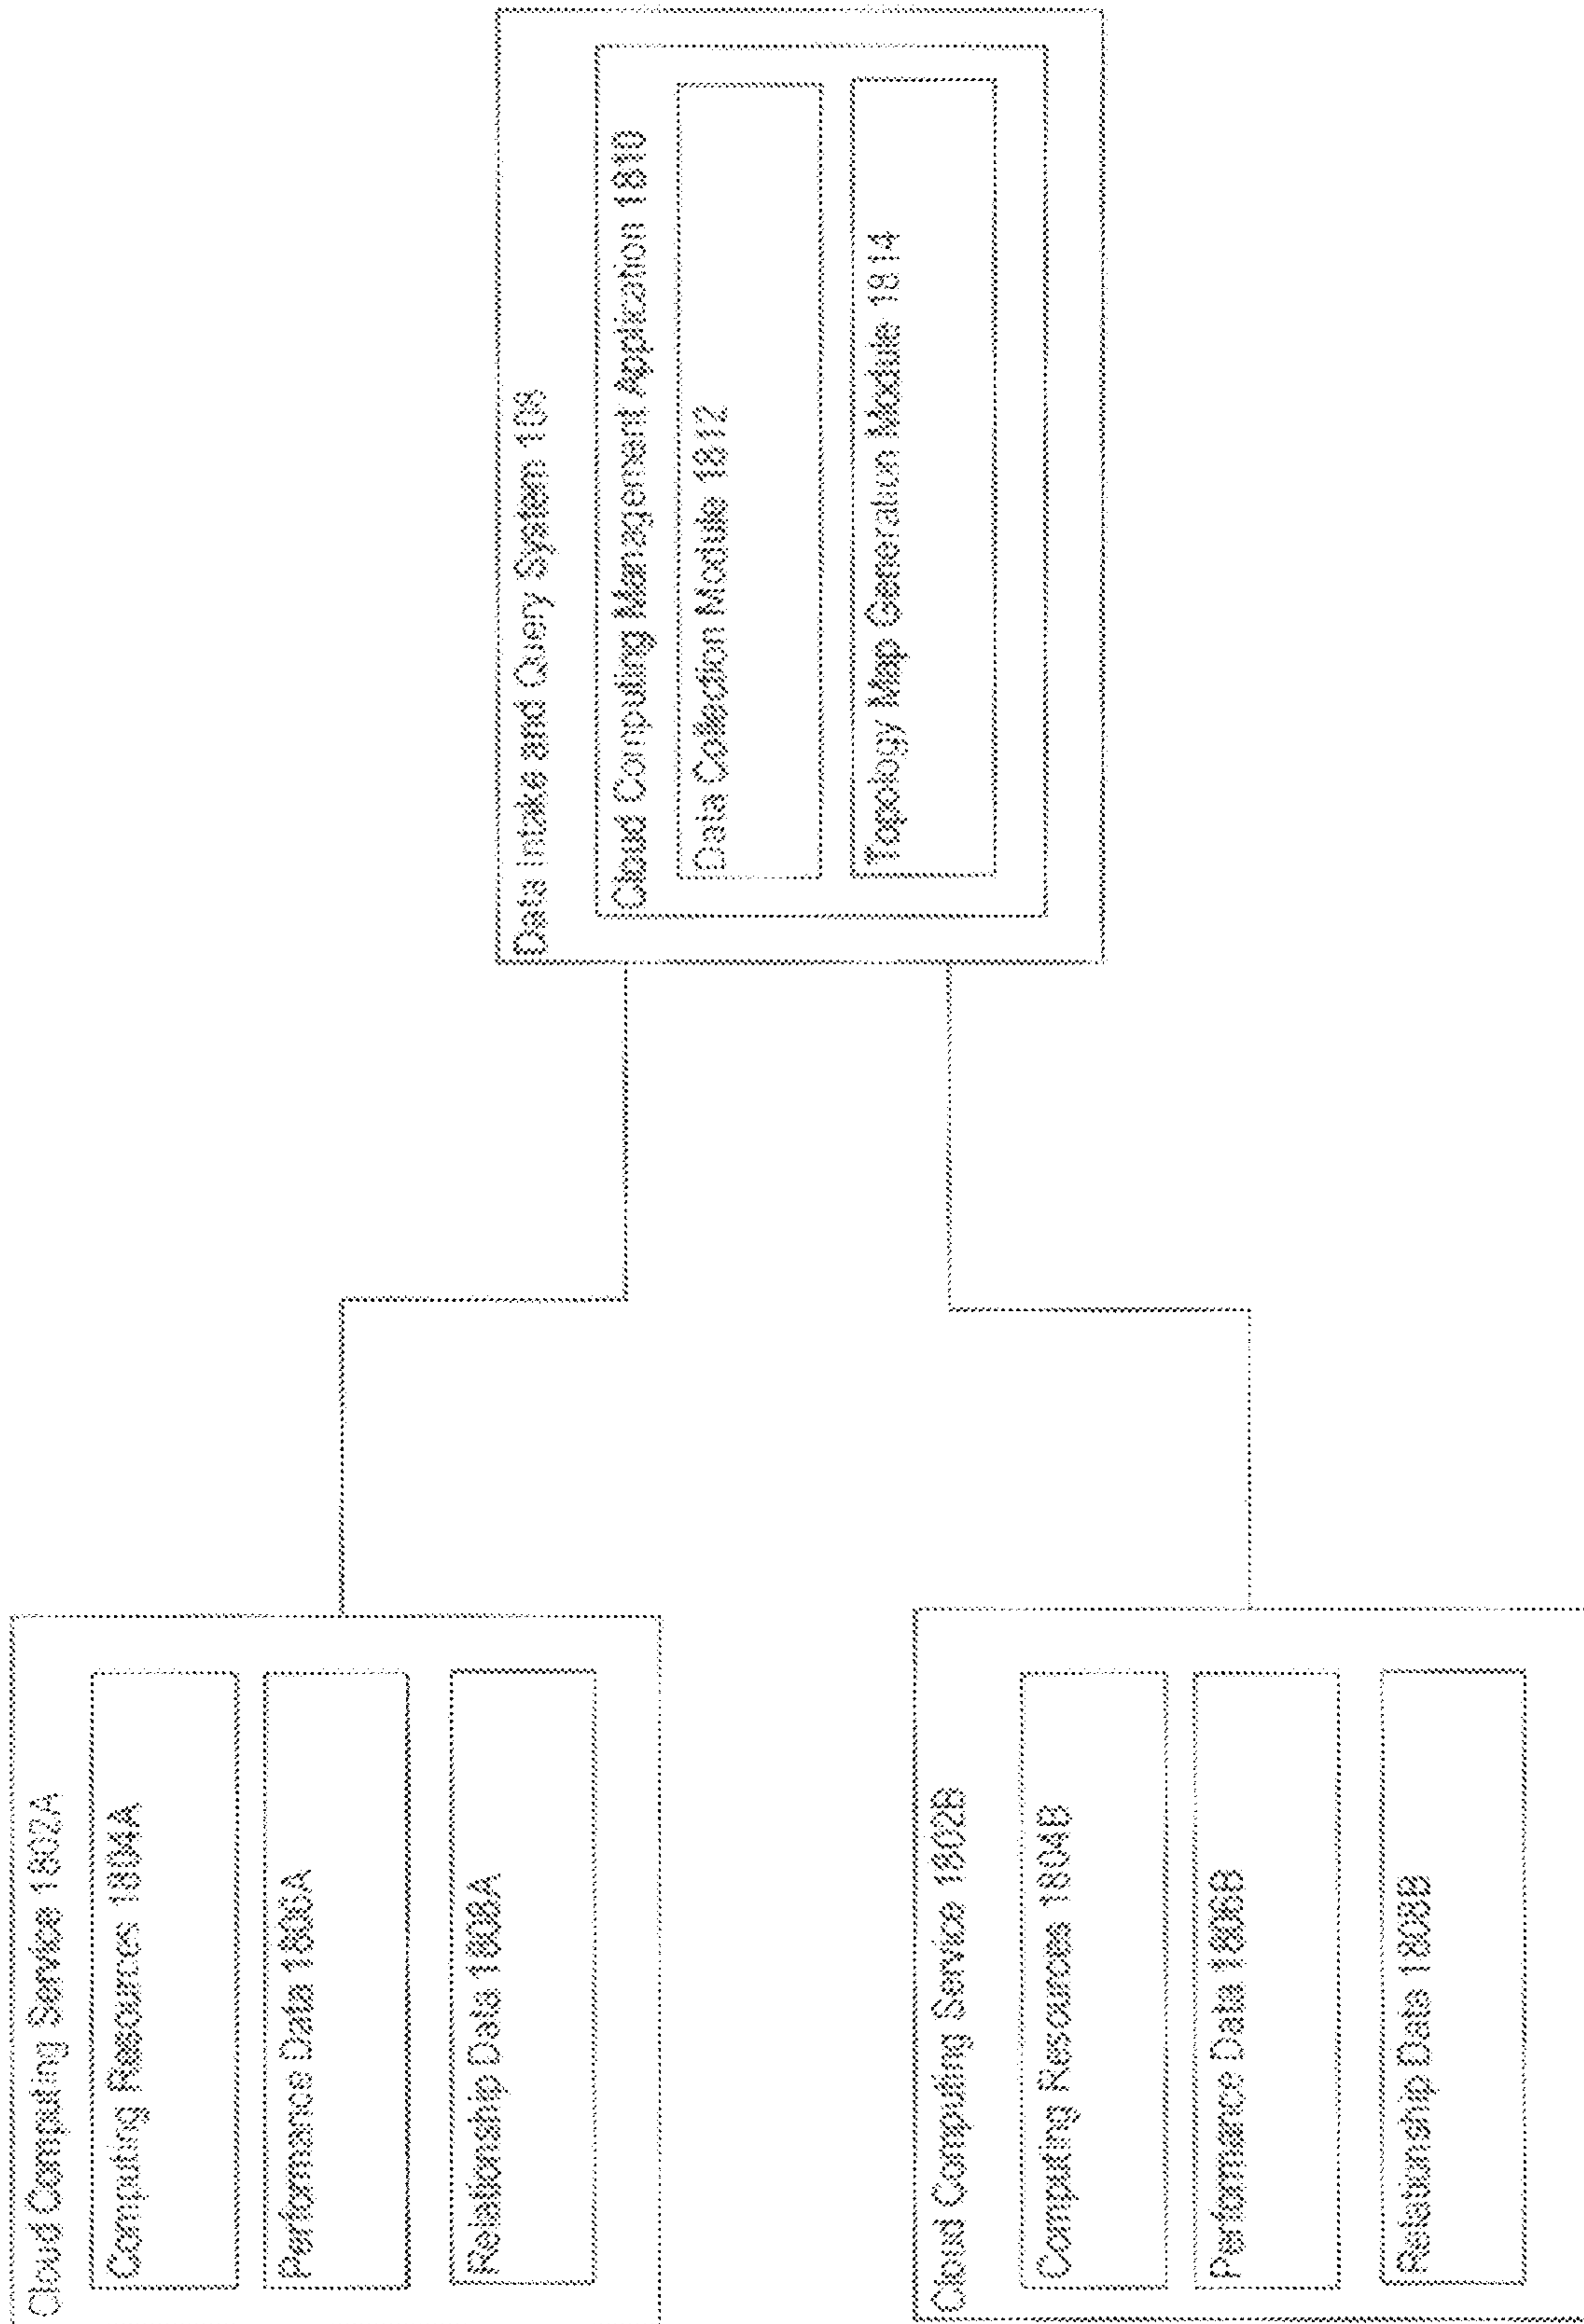 Cloud Computing Service 1802A
Computing Resources 1804A
Performance Data 1806A
Relationship Data 1808A
Cloud Computing Service 1802B
Computing Resources 1804B
Performance Data 1806B
Relationship Data 1808B
Data Intake and Query System 108
Cloud Computing Management Application 1810
Data Collection Module 1812
Topology Map Generation Module 1814